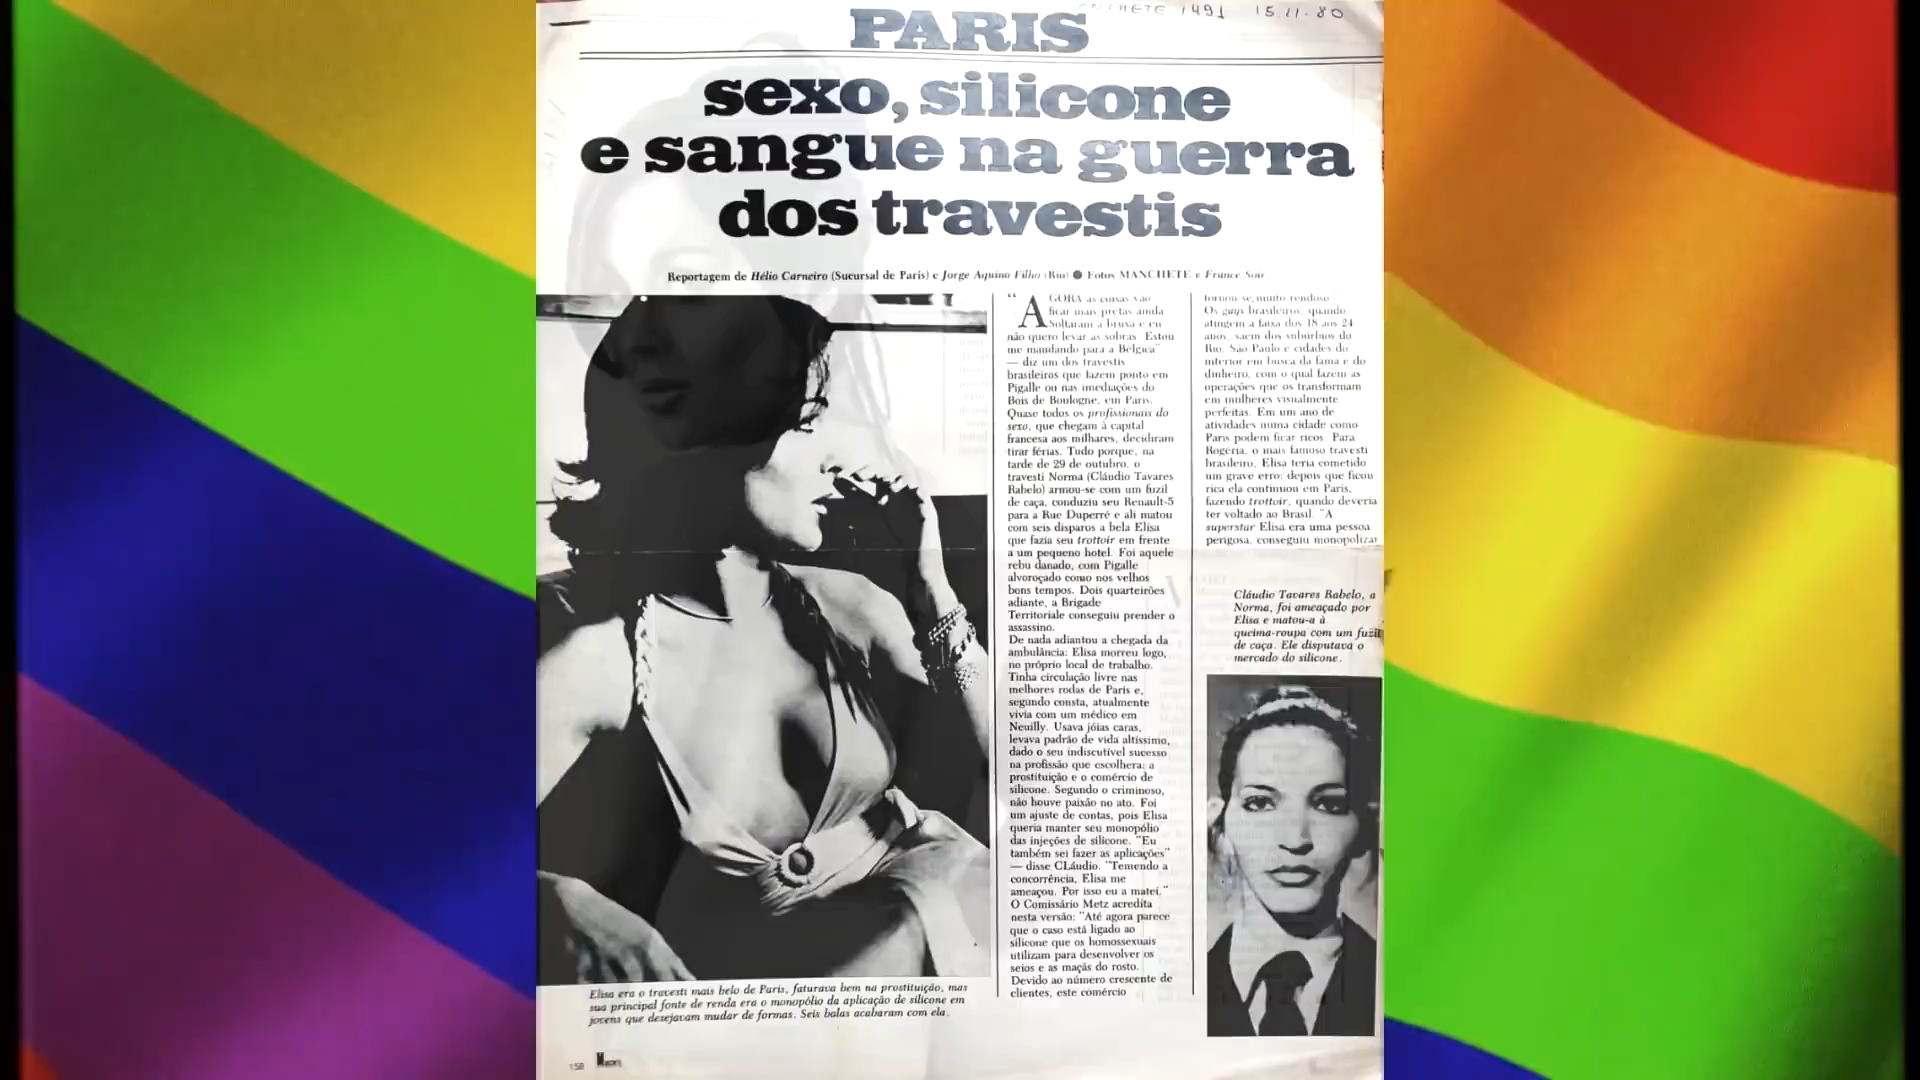 MANCHETE 1491 15.11.80
PARIS
sexo, silicone
e sangue na guerra
dos travestis
Reportagem de Hélio Carneiro (Sucursal de Paris) e Jorge Aquino Filho (Rio) ● Fotos MANCHETE e France Soir
“AGORA as coisas vão
ficar mais pretas ainda
Soltaram a bruxa e eu
não quero levar as sobras. Estou
me mandando para a Bélgica”
— diz um dos travestis
brasileiros que fazem ponto em
Pigalle ou nas imediações do
Bois de Boulogne, em Paris.
Quase todos os profissionais do
sexo, que chegam à capital
francesa aos milhares, decidiram
tirar férias. Tudo porque, na
tarde de 29 de outubro, o
travesti Norma (Cláudio Tavares
Rabelo) armou-se com um fuzil
de caça, conduziu seu Renault-5
para a Rue Duperré e ali matou
com seis disparos a bela Elisa
que fazia seu trottoir em frente
a um pequeno hotel. Foi aquele
rebu danado, com Pigalle
alvoroçado como nos velhos
bons tempos. Dois quarteirões
adiante, a Brigade
Territoriale conseguiu prender o
assassino.
De nada adiantou a chegada da
ambulância: Elisa morreu logo,
no próprio local de trabalho.
Tinha circulação livre nas
melhores rodas de Paris e,
segundo consta, atualmente
vivia com um médico em
Neuilly. Usava jóias caras,
levava padrão de vida altíssimo,
dado o seu indiscutível sucesso
na profissão que escolhera: a
prostituição e o comércio de
silicone. Segundo o criminoso,
não houve paixão no ato. Foi
um ajuste de contas, pois Elisa
queria manter seu monopólio
das injeções de silicone. “Eu
também sei fazer as aplicações”
— disse CLáudio. “Temendo a
concorrência, Elisa me
ameaçou. Por isso eu a matei.”
O Comissário Metz acredita
nesta versão: “Até agora parece
que o caso está ligado ao
silicone que os homossexuais
utilizam para desenvolver os
seios e as maçãs do rosto.
Devido ao número crescente de
clientes, este comércio
tornou-se muito rendoso.”
Os gays brasileiros, quando
atingem a faixa dos 18 aos 24
anos, saem dos subúrbios do
Rio, São Paulo e cidades do
interior em busca da fama e do
dinheiro, com o qual fazem as
operações que os transformam
em mulheres visualmente
perfeitas. Em um ano de
atividades numa cidade como
Paris podem ficar ricos. Para
Rogéria, o mais famoso travesti
brasileiro, Elisa teria cometido
um grave erro: depois que ficou
rica ela continuou em Paris,
fazendo trottoir, quando deveria
ter voltado ao Brasil. “A
superstar Elisa era uma pessoa
perigosa, conseguiu monopolizar
Cláudio Tavares Rabelo, a
Norma, foi ameaçado por
Elisa e matou-a à
queima-roupa com um fuzil
de caça. Ele disputava o
mercado do silicone.
Elisa era o travesti mais belo de Paris, faturava bem na prostituição, mas
sua principal fonte de renda era o monopólio da aplicação de silicone em
jovens que desejavam mudar de formas. Seis balas acabaram com ela.
158